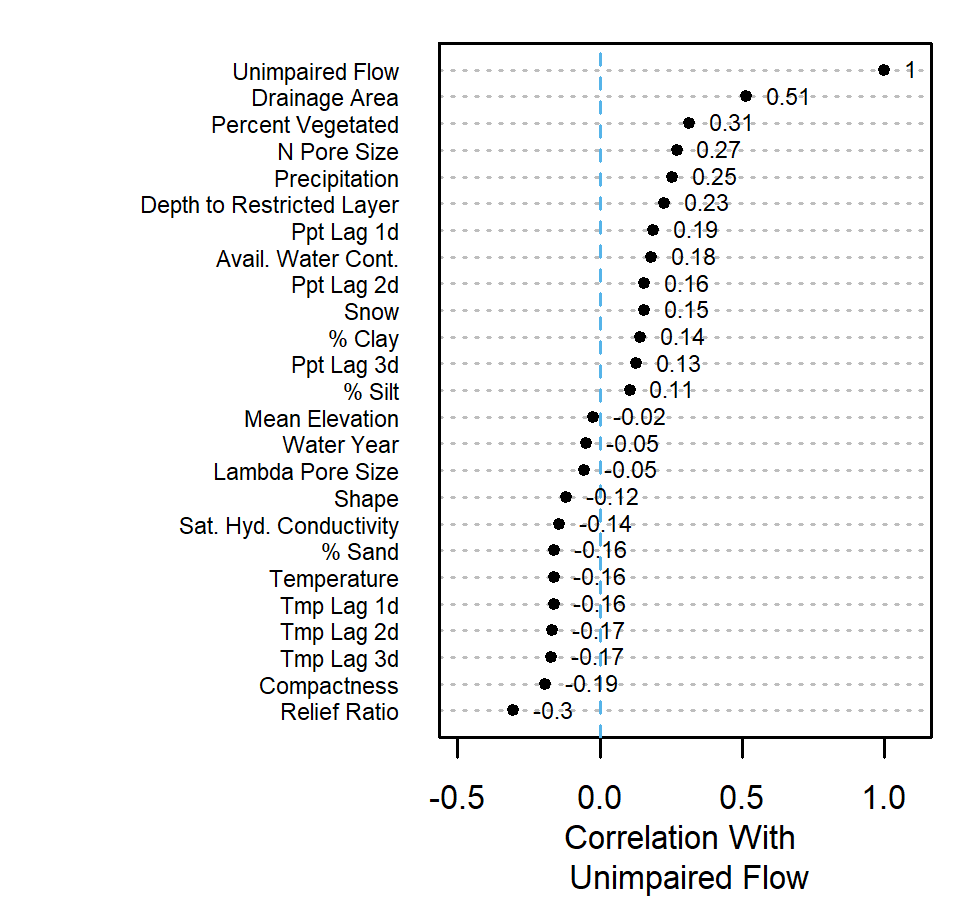 Unimpaired Flow 1
Drainage Area 0.51
Percent Vegetated 0.31
N Pore Size 0.27
Precipitation 0.25
Depth to Restricted Layer 0.23
Ppt Lag 1d 0.19
Avail. Water Cont. 0.18
Ppt Lag 2d 0.16
Snow 0.15
% Clay 0.14
Ppt Lag 3d 0.13
% Silt 0.11
Mean Elevation -0.02
Water Year -0.05
Lambda Pore Size -0.05
Shape -0.12
Sat. Hyd. Conductivity -0.14
% Sand -0.16
Temperature -0.16
Tmp Lag 1d -0.16
Tmp Lag 2d -0.17
Tmp Lag 3d -0.17
Compactness -0.19
Relief Ratio -0.3
-0.5 0.0 0.5 1.0
Correlation With
Unimpaired Flow